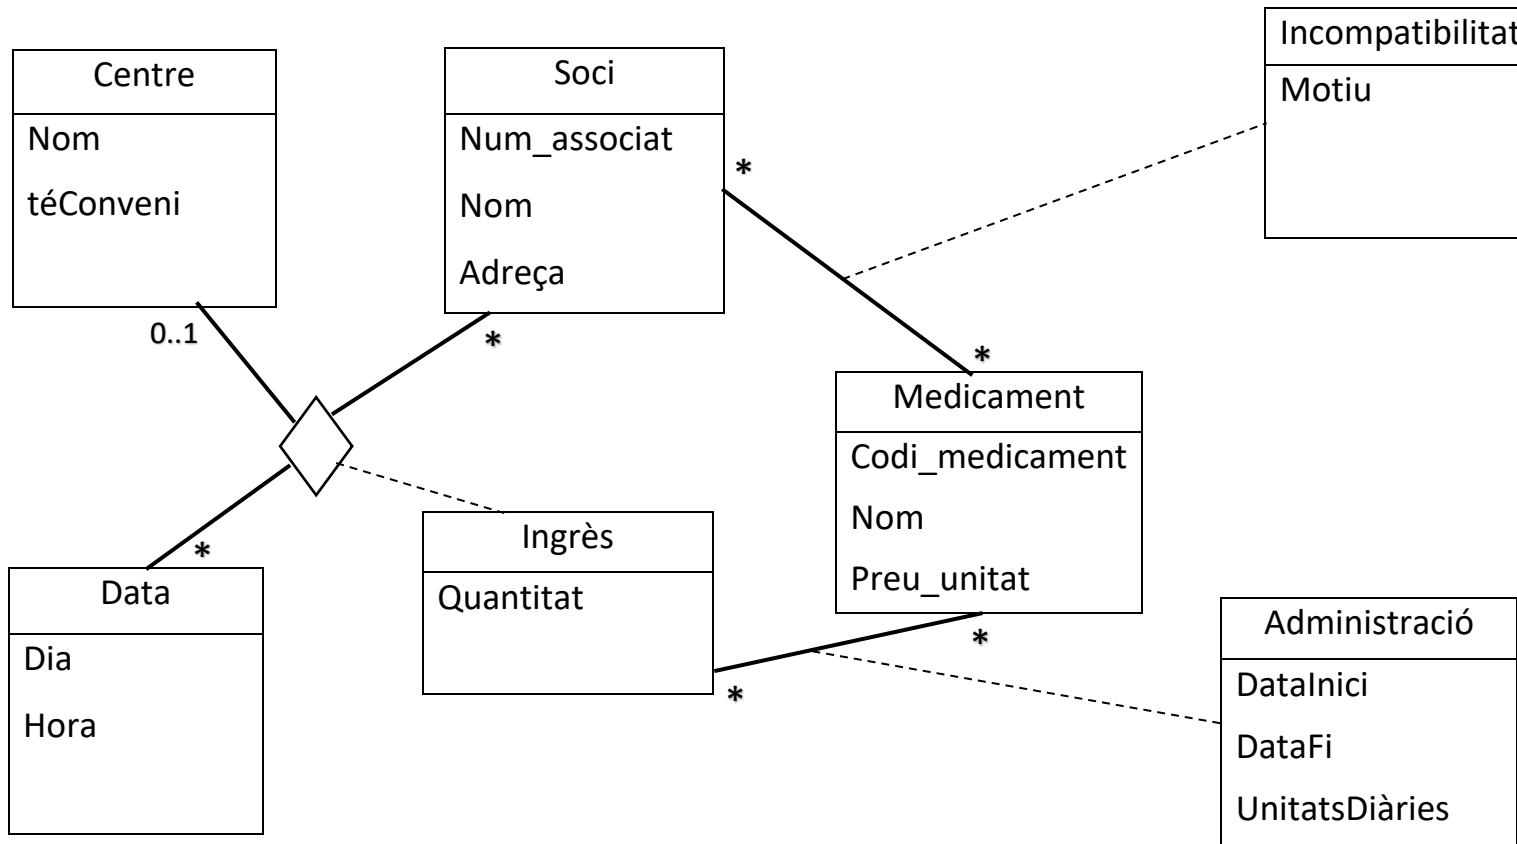 Centre
Nom
téConveni
0..1
Soci
Num_associat
Nom
Adreça
*
*
Incompatibilitat
Motiu
*
Medicament
Codi_medicament
Nom
Preu_unitat
*
*
Data
Dia
Hora
Ingrès
Quantitat
*
Administració
DataInici
DataFi
UnitatsDiàries